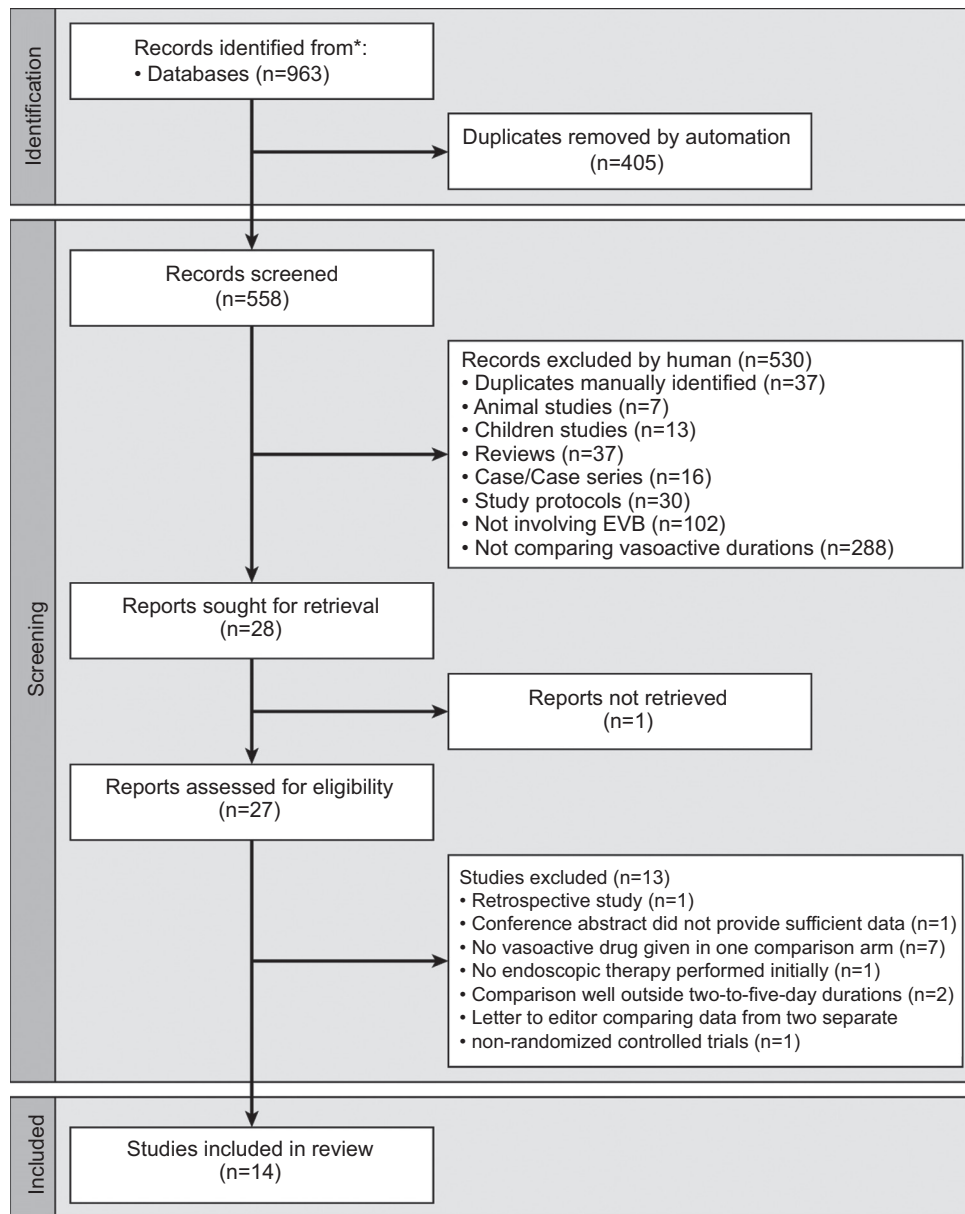 Identification
Records identified from*:
• Databases (n=963)
Duplicates removed by automation
(n=405)
Screening
Records screened
(n=558)
Records excluded by human (n=530)
• Duplicates manually identified (n=37)
• Animal studies (n=7)
• Children studies (n=13)
• Reviews (n=37)
• Case/Case series (n=16)
• Study protocols (n=30)
• Not involving EVB (n=102)
• Not comparing vasoactive durations (n=288)
Reports sought for retrieval
(n=28)
Reports not retrieved
(n=1)
Reports assessed for eligibility
(n=27)
Studies excluded (n=13)
• Retrospective study (n=1)
• Conference abstract did not provide sufficient data (n=1)
• No vasoactive drug given in one comparison arm (n=7)
• No endoscopic therapy performed initially (n=1)
• Comparison well outside two-to-five-day durations (n=2)
• Letter to editor comparing data from two separate
• non-randomized controlled trials (n=1)
Included
Studies included in review
(n=14)